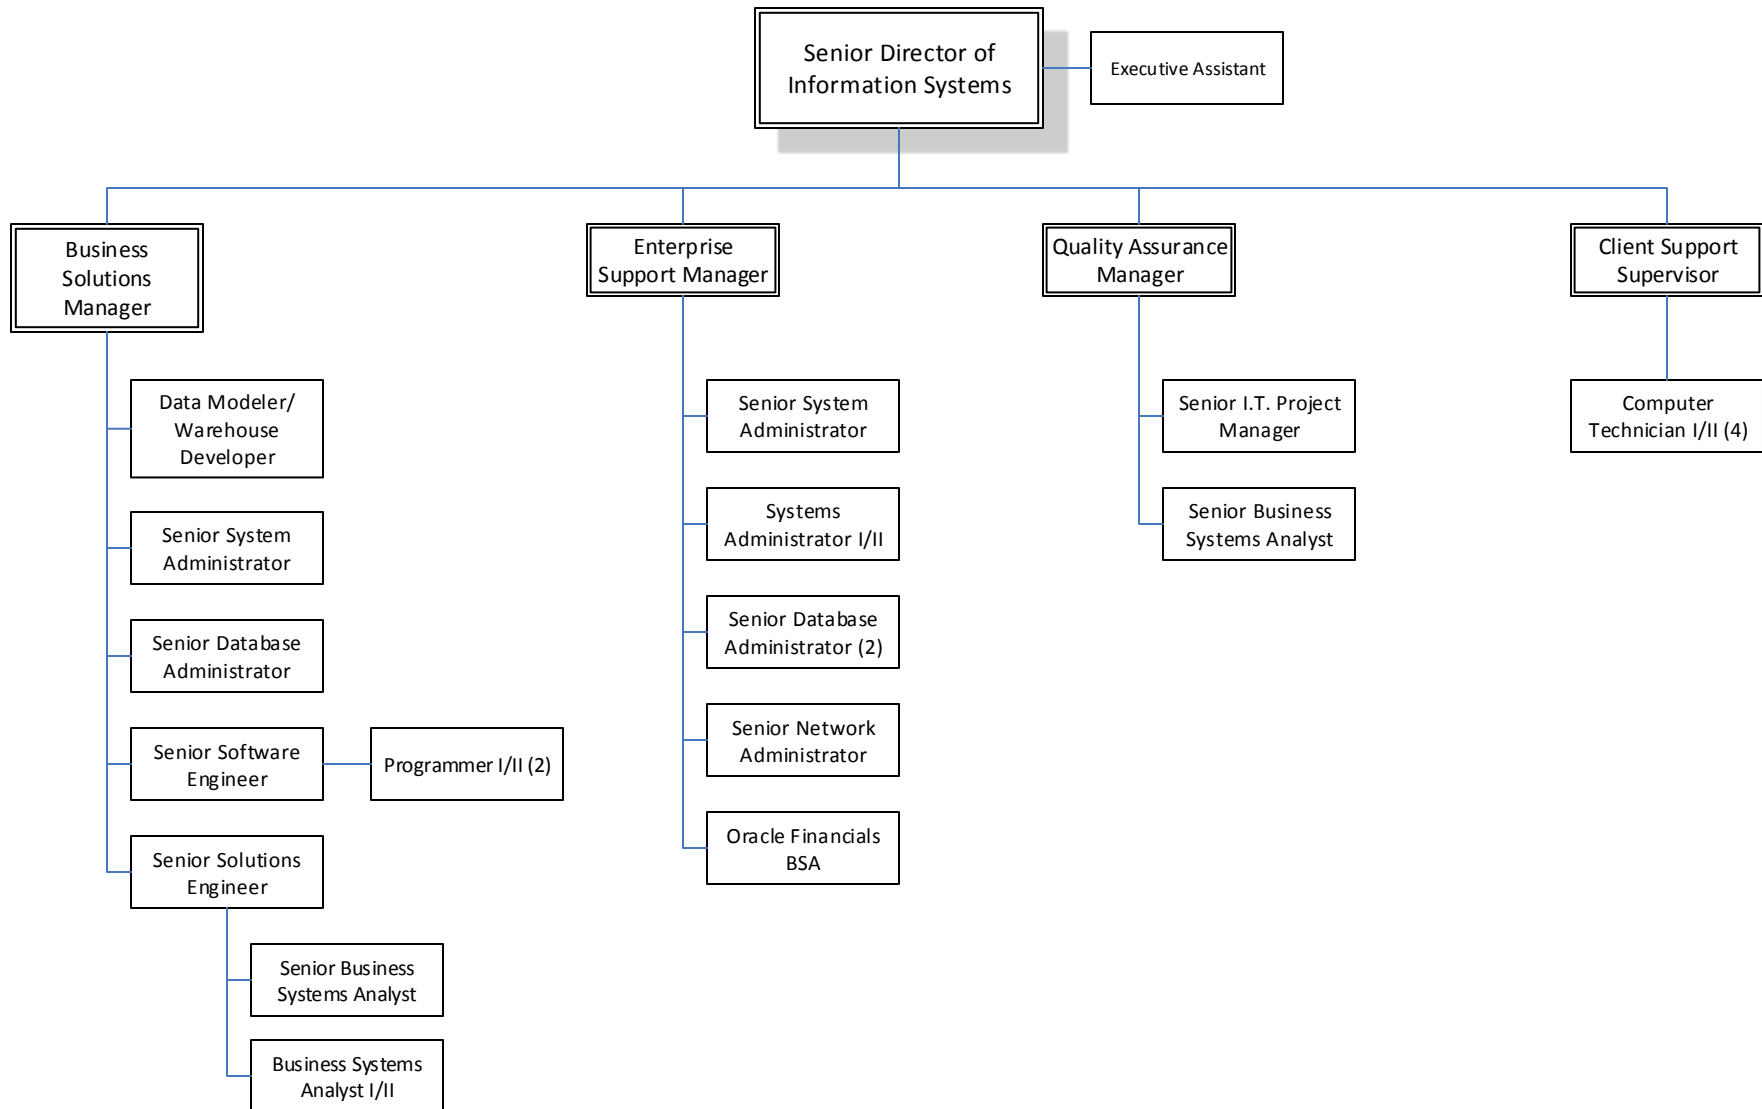 Senior Director of
Information Systems
Executive Assistant
Business
Solutions
Manager
Enterprise
Support Manager
Quality Assurance
Manager
Client Support
Supervisor
Data Modeler/
Warehouse
Developer
Senior System
Administrator
Senior Database
Administrator
Senior Software
Engineer
Programmer I/II (2)
Senior Solutions
Engineer
Senior Business
Systems Analyst
Business Systems
Analyst I/II
Senior System
Administrator
Systems
Administrator I/II
Senior Database
Administrator (2)
Senior Network
Administrator
Oracle Financials
BSA
Senior I.T. Project
Manager
Senior Business
Systems Analyst
Computer
Technician I/II (4)